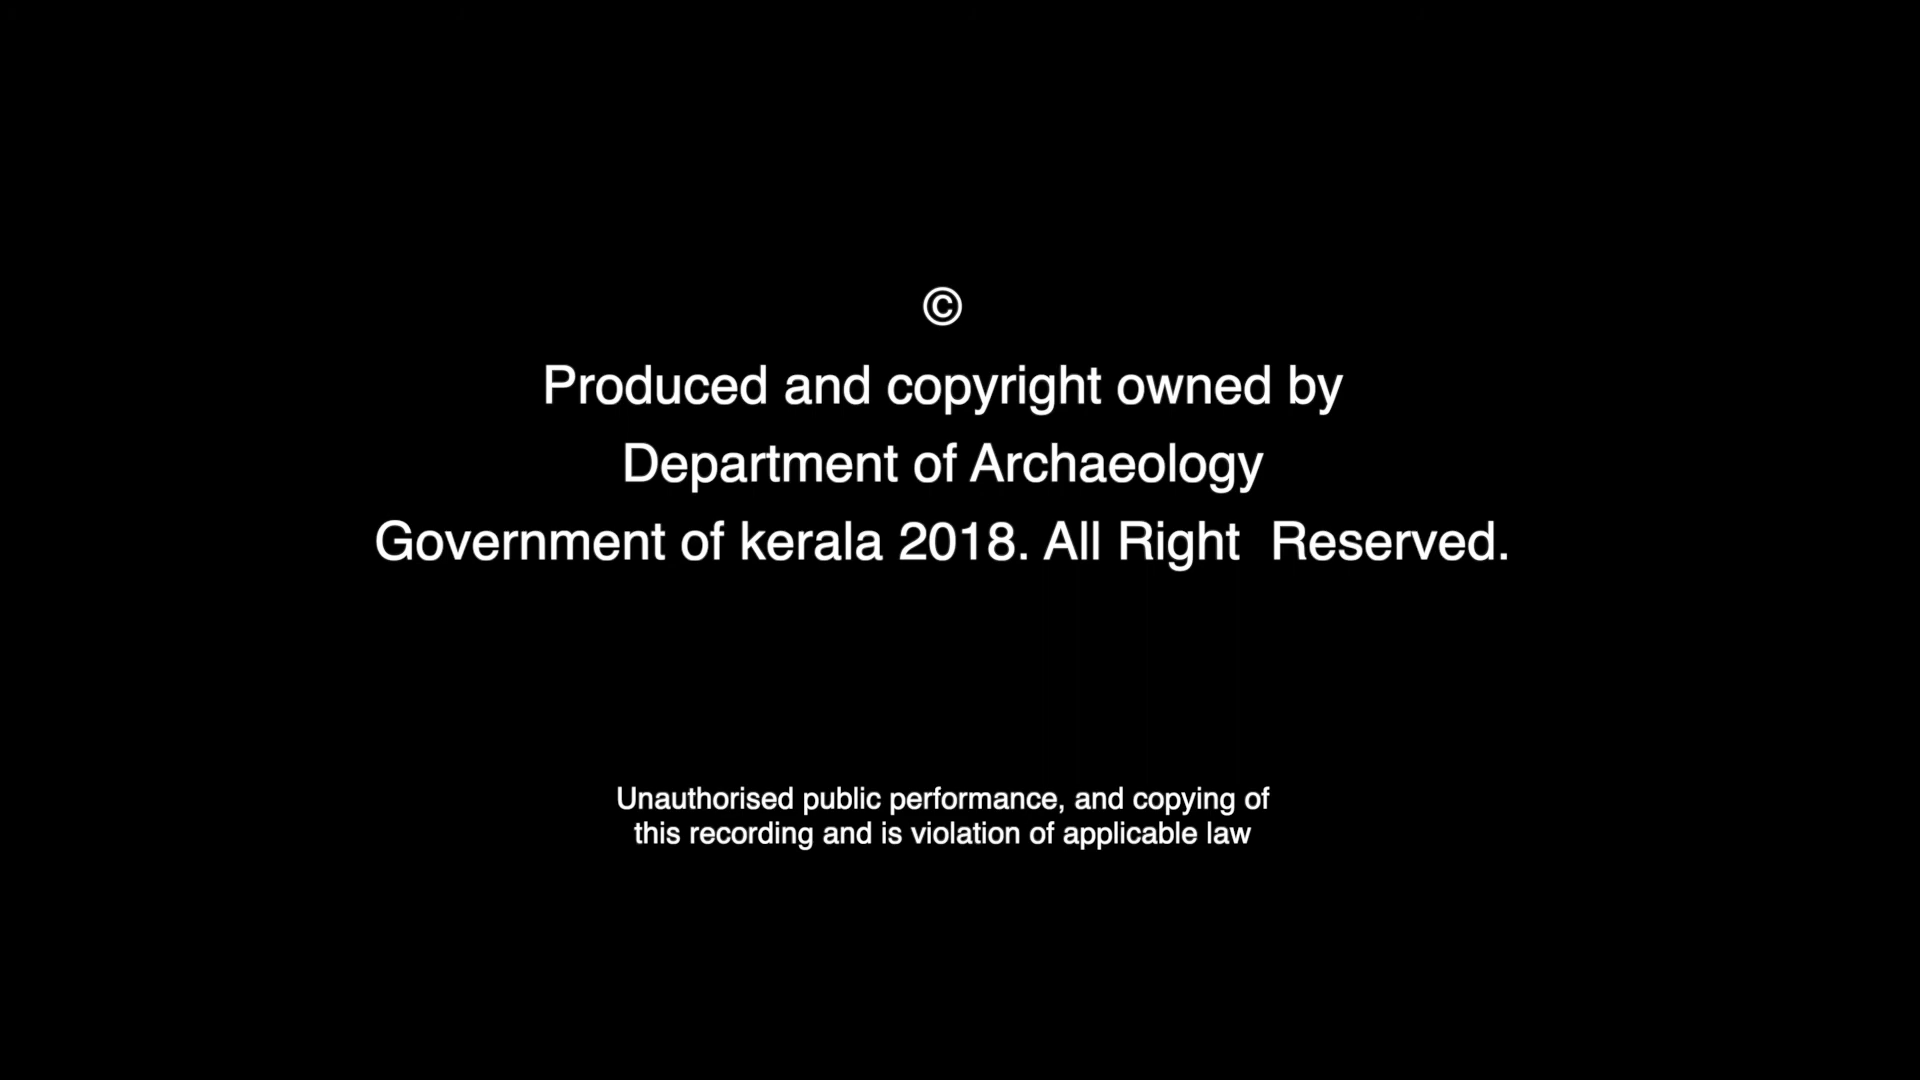 ©
Produced and copyright owned by
Department of Archaeology
Government of kerala 2018. All Right  Reserved.
Unauthorised public performance, and copying of
this recording and is violation of applicable law